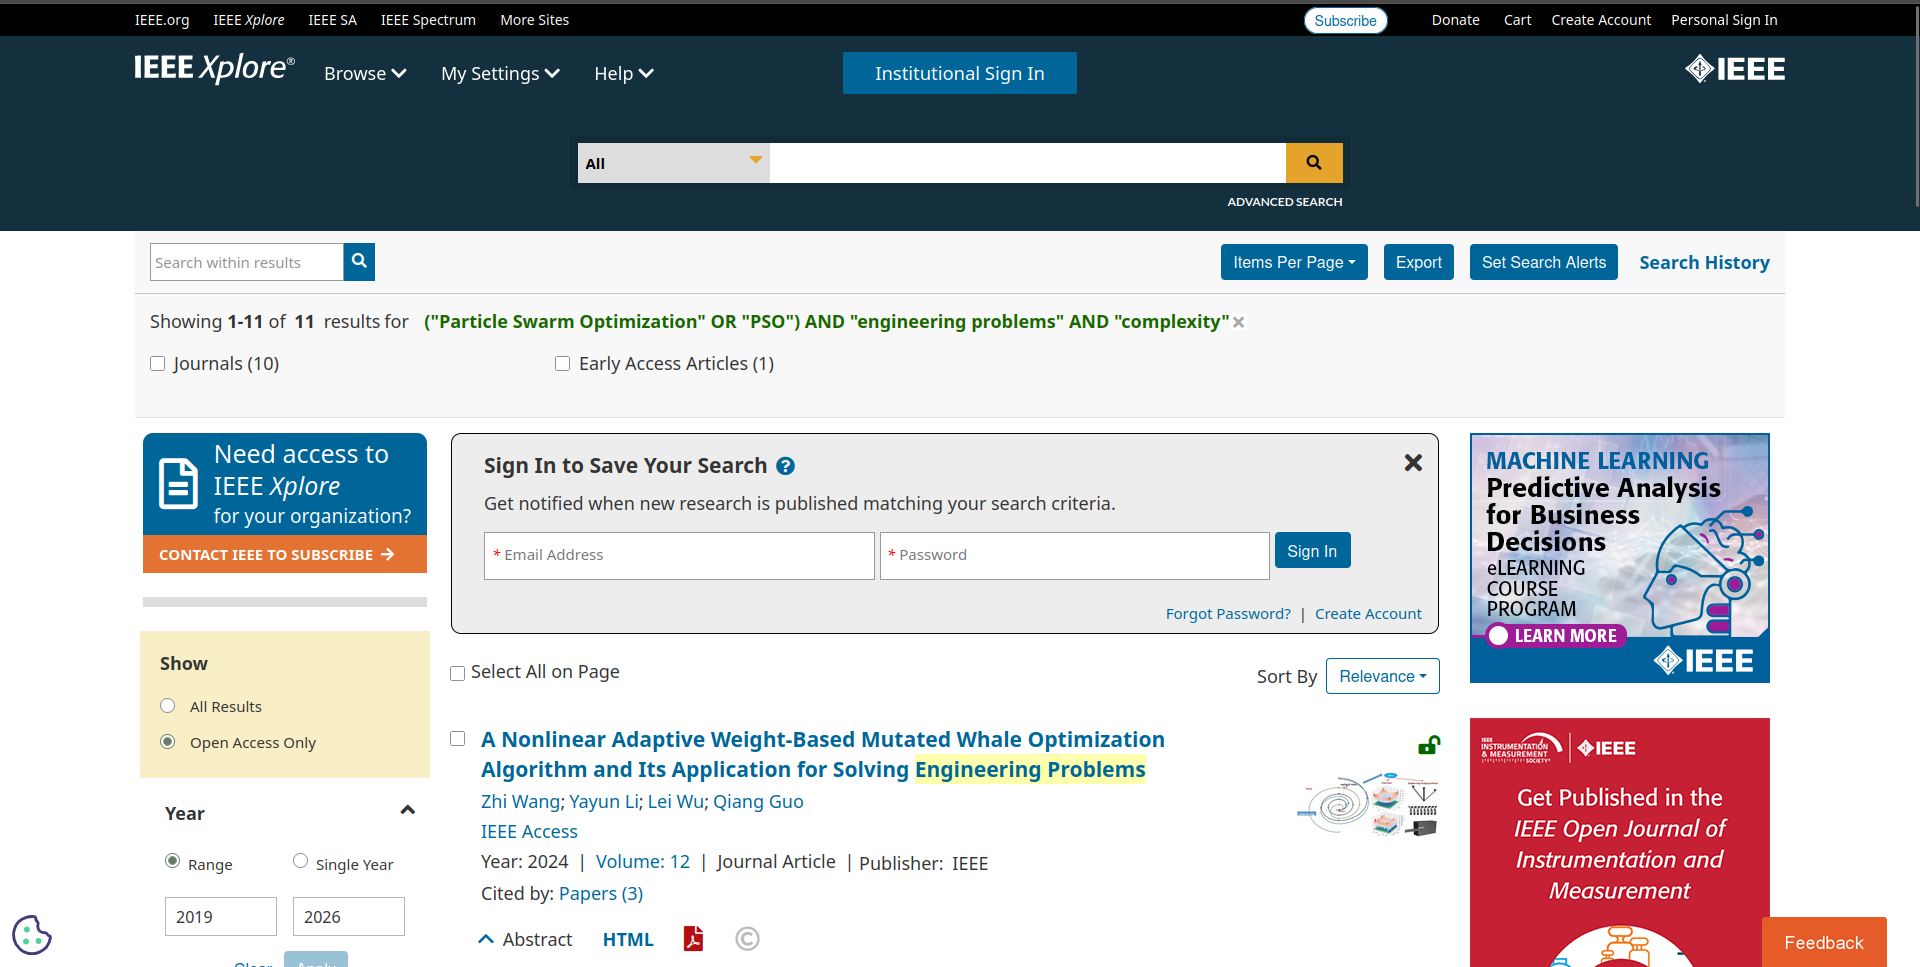 IEEE.org IEEE Xplore IEEE SA IEEE Spectrum More Sites Subscribe Donate Cart Create Account Personal Sign In
IEEE Xplore® Browse My Settings Help Institutional Sign In IEEE
All
ADVANCED SEARCH
Search within results Items Per Page Export Set Search Alerts Search History
Showing 1-11 of 11 results for ("Particle Swarm Optimization" OR "PSO") AND "engineering problems" AND "complexity"
Journals (10) Early Access Articles (1)
Need access to
IEEE Xplore
for your organization?
CONTACT IEEE TO SUBSCRIBE
Show
All Results
Open Access Only
Year
Range Single Year
2019 2026
Clear Apply
Sign In to Save Your Search
Get notified when new research is published matching your search criteria.
* Email Address * Password Sign In
Forgot Password? | Create Account
Select All on Page Sort By Relevance
A Nonlinear Adaptive Weight-Based Mutated Whale Optimization
Algorithm and Its Application for Solving Engineering Problems
Zhi Wang; Yayun Li; Lei Wu; Qiang Guo
IEEE Access
Year: 2024 | Volume: 12 | Journal Article | Publisher: IEEE
Cited by: Papers (3)
Abstract HTML ©
MACHINE LEARNING
Predictive Analysis
for Business
Decisions
eLEARNING
COURSE
PROGRAM
LEARN MORE
IEEE
IEEE
INSTRUMENTATION
& MEASUREMENT
SOCIETY IEEE
Get Published in the
IEEE Open Journal of
Instrumentation and
Measurement
Feedback